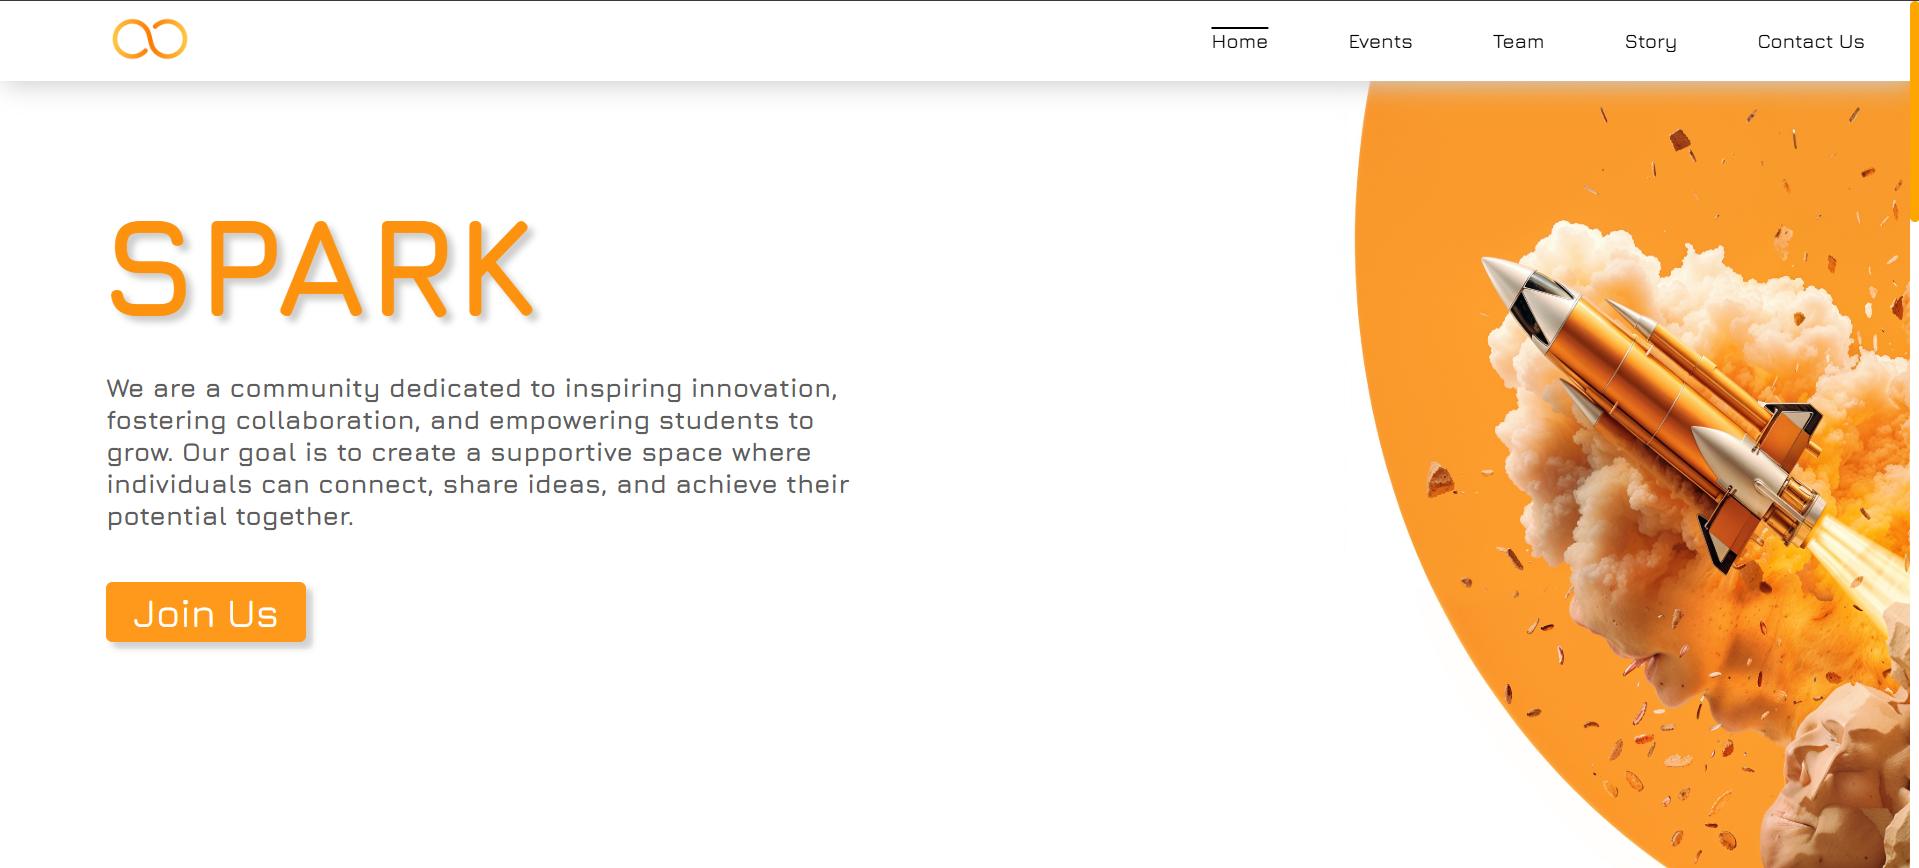 Home Events Team Story Contact Us
SPARK
We are a community dedicated to inspiring innovation,
fostering collaboration, and empowering students to
grow. Our goal is to create a supportive space where
individuals can connect, share ideas, and achieve their
potential together.
Join Us